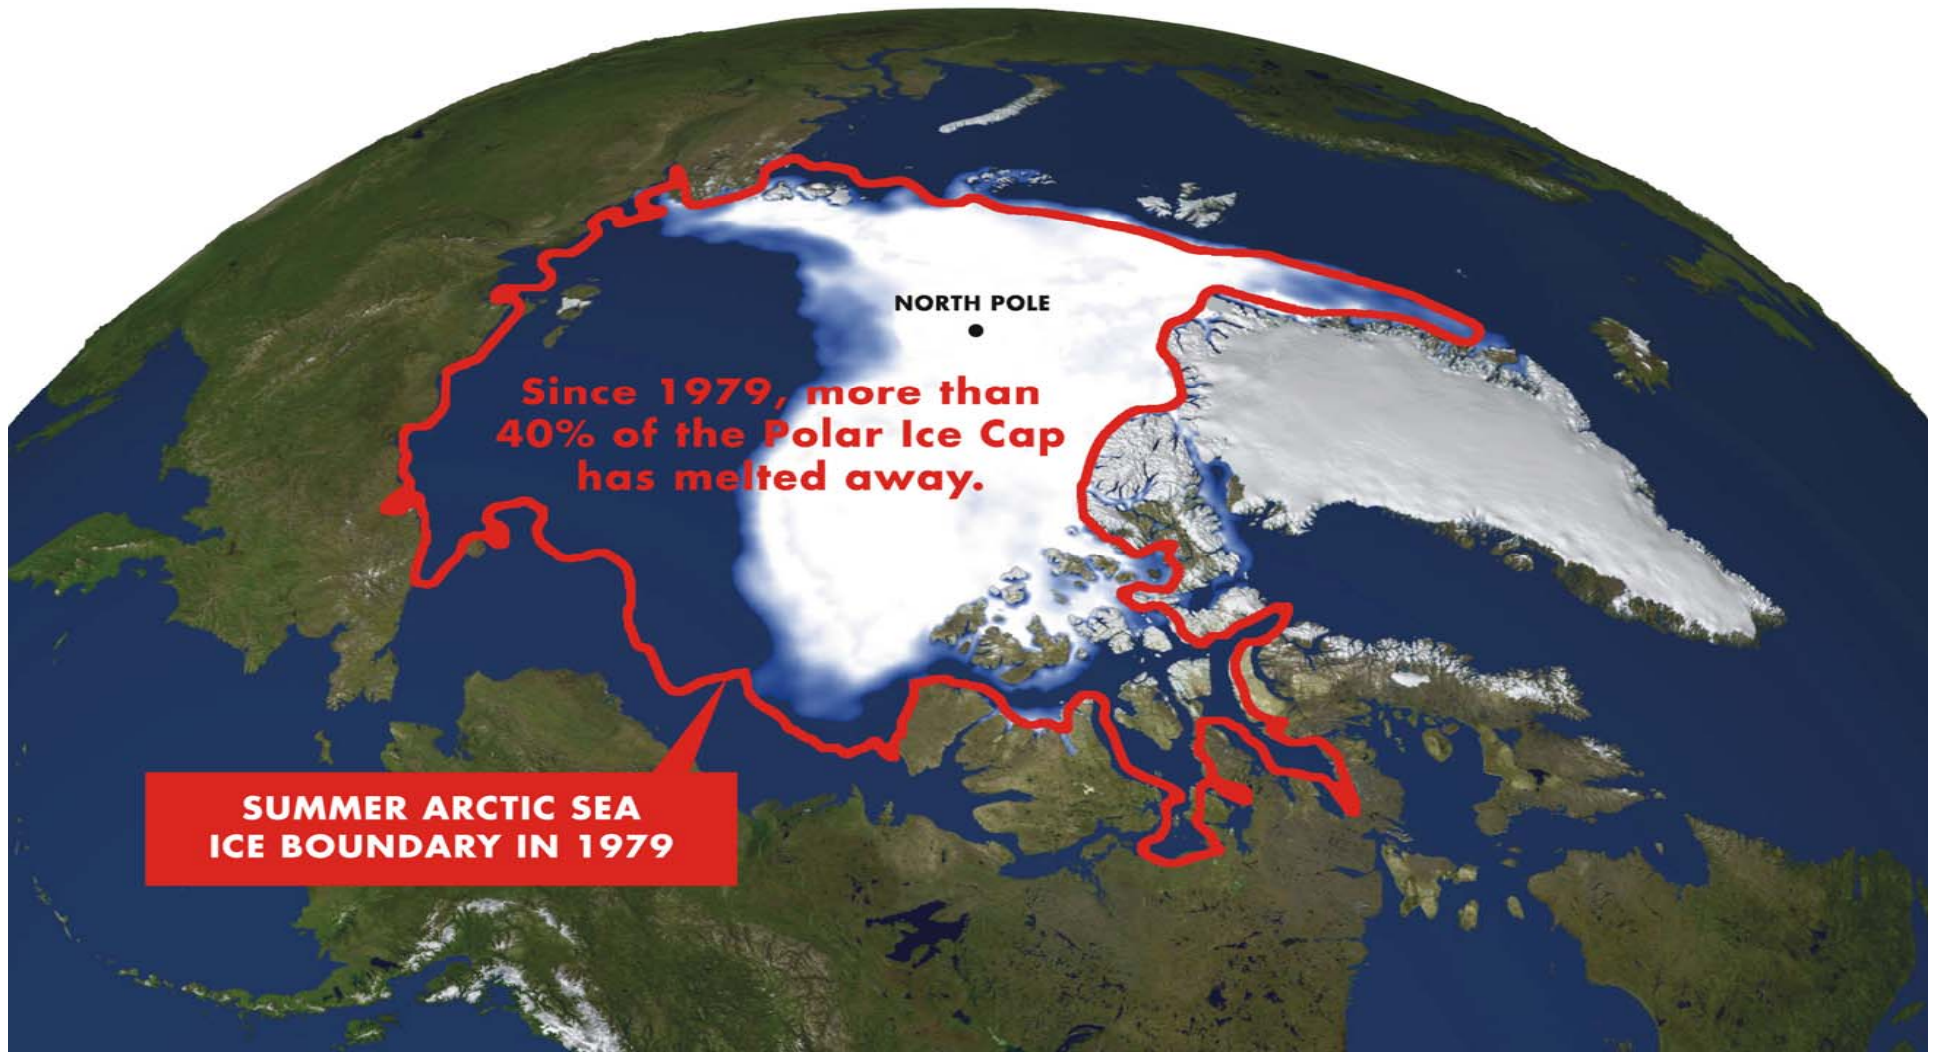 NORTH POLE
Since 1979, more than
40% of the Polar Ice Cap
has melted away.
SUMMER ARCTIC SEA
ICE BOUNDARY IN 1979